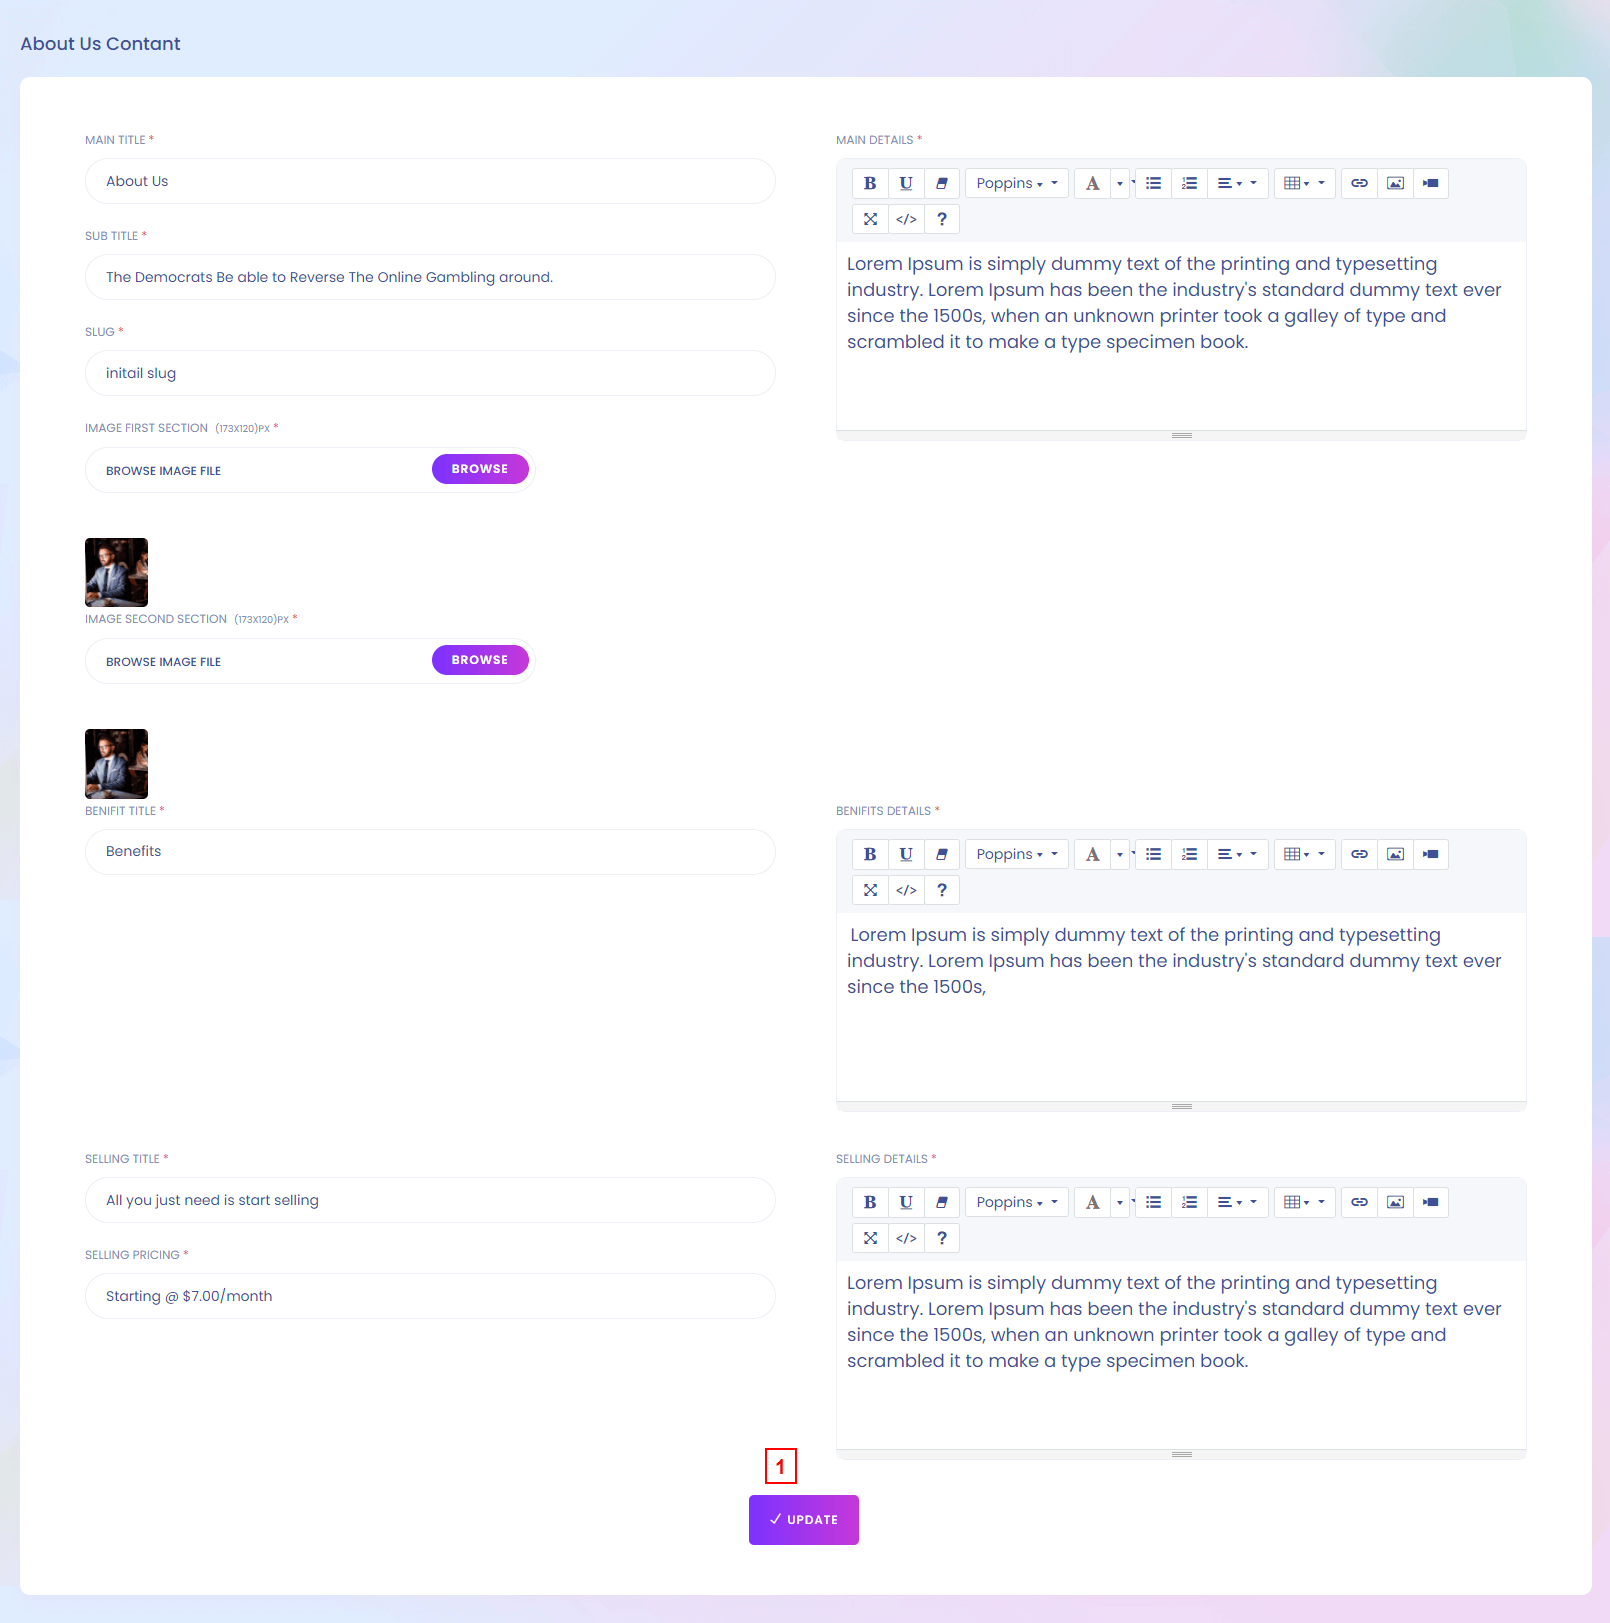 About Us Contant
MAIN TITLE *
About Us
SUB TITLE *
The Democrats Be able to Reverse The Online Gambling around.
SLUG *
initail slug
IMAGE FIRST SECTION (173X120)PX *
BROWSE IMAGE FILE
BROWSE
MAIN DETAILS *
B U Poppins A
</> ?
Lorem Ipsum is simply dummy text of the printing and typesetting
industry. Lorem Ipsum has been the industry's standard dummy text ever
since the 1500s, when an unknown printer took a galley of type and
scrambled it to make a type specimen book.
IMAGE SECOND SECTION (173X120)PX *
BROWSE IMAGE FILE
BROWSE
BENIFIT TITLE *
Benefits
BENIFITS DETAILS *
B U Poppins A
</> ?
Lorem Ipsum is simply dummy text of the printing and typesetting
industry. Lorem Ipsum has been the industry's standard dummy text ever
since the 1500s,
SELLING TITLE *
All you just need is start selling
SELLING PRICING *
Starting @ $7.00/month
SELLING DETAILS *
B U Poppins A
</> ?
Lorem Ipsum is simply dummy text of the printing and typesetting
industry. Lorem Ipsum has been the industry's standard dummy text ever
since the 1500s, when an unknown printer took a galley of type and
scrambled it to make a type specimen book.
1
✓ UPDATE